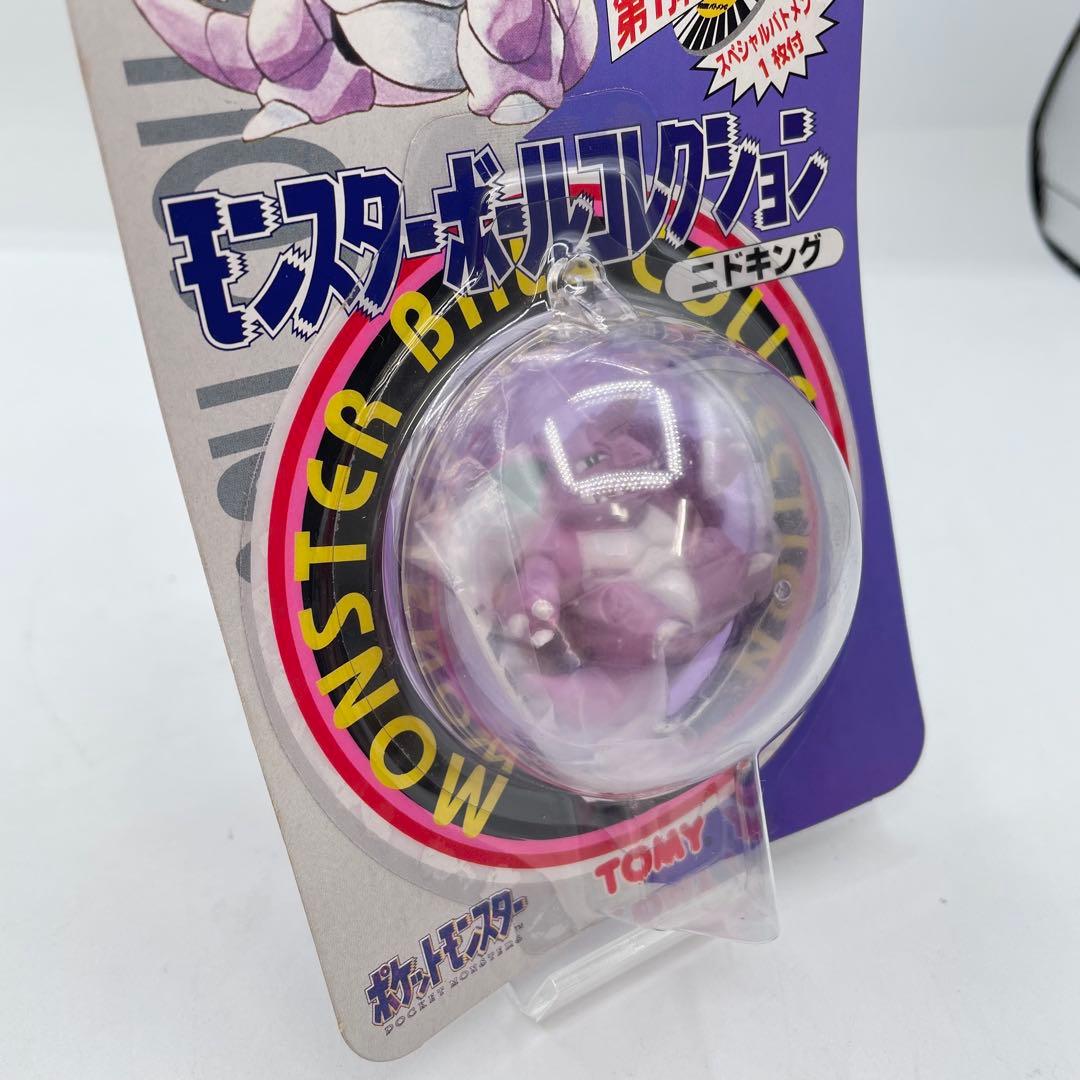 第1弾
スペシャルバトメン
1枚付
モンスターボールコレクション
ニドキング
MONSTER BALL COLLECTION
TOMY
ポケットモンスター
POCKET MONSTERS